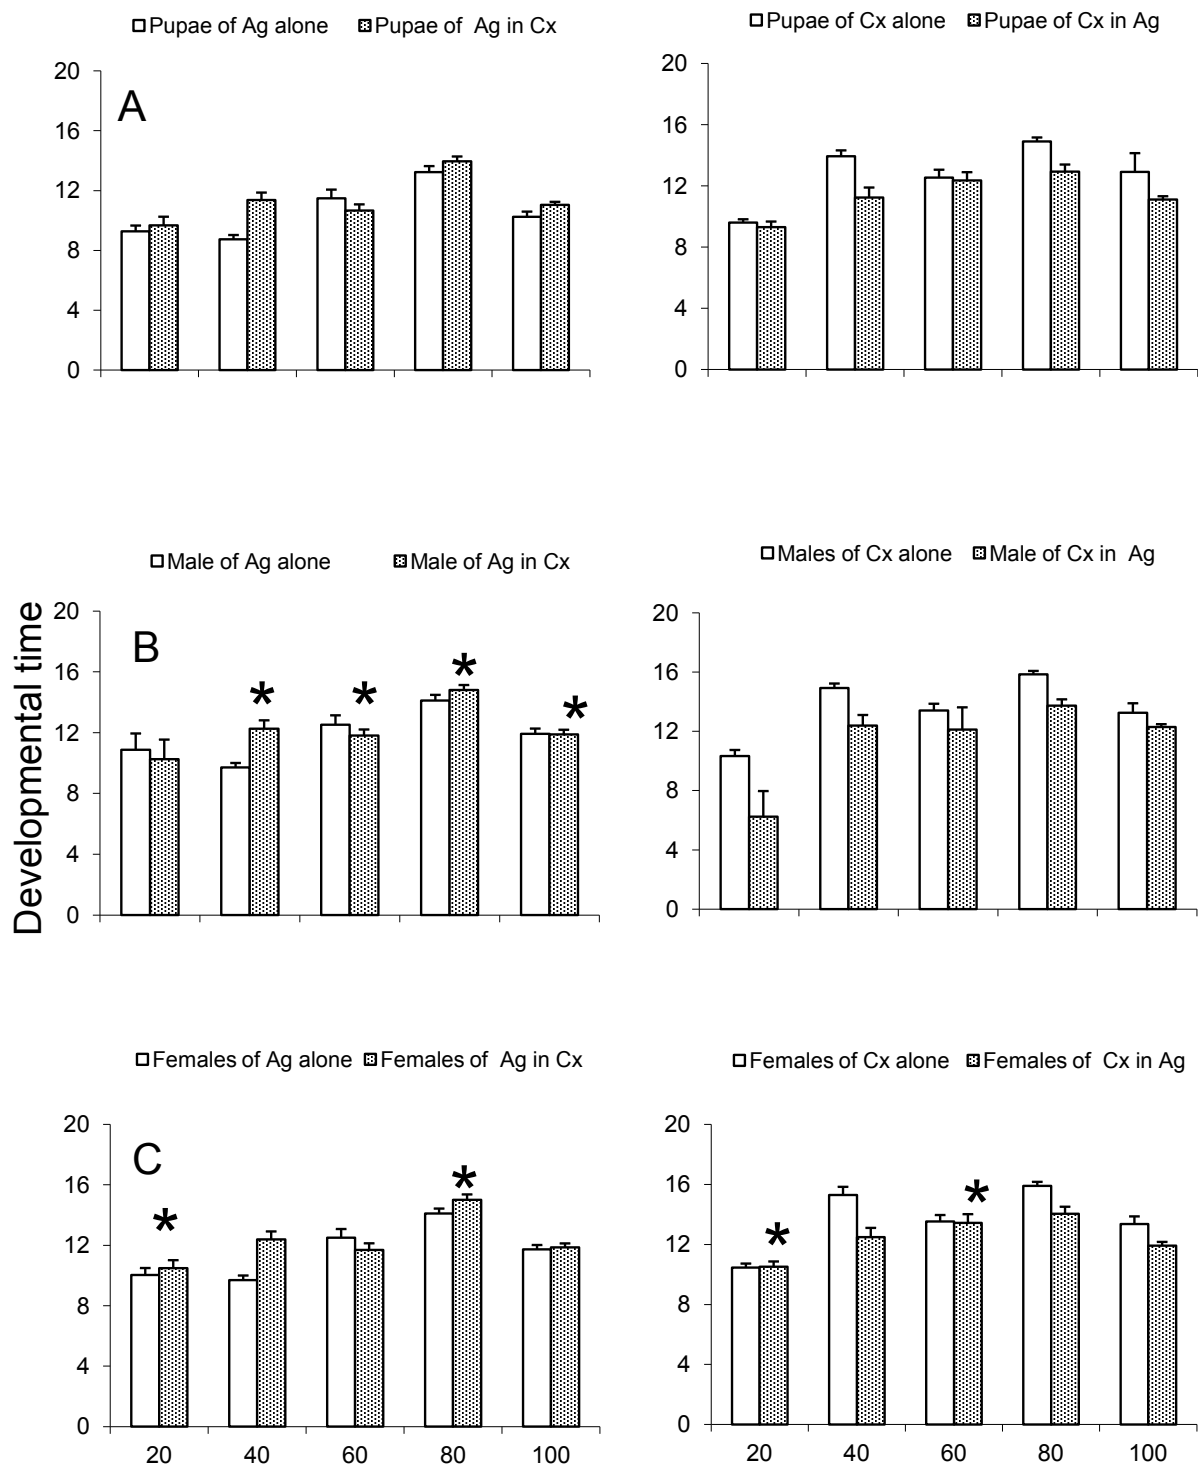 Pupae of Ag alone Pupae of Ag in Cx
20
A
16
12
8
4
0
Pupae of Cx alone Pupae of Cx in Ag
20
16
12
8
4
0
Developmental time
Male of Ag alone Male of Ag in Cx
20
B
16
* * * *
12
8
4
0
Males of Cx alone Male of Cx in Ag
20
16
12
8
4
0
Females of Ag alone Females of Ag in Cx
20
C
16
* *
12
8
4
0
20 40 60 80 100
Females of Cx alone Females of Cx in Ag
20
16
* *
12
8
4
0
20 40 60 80 100